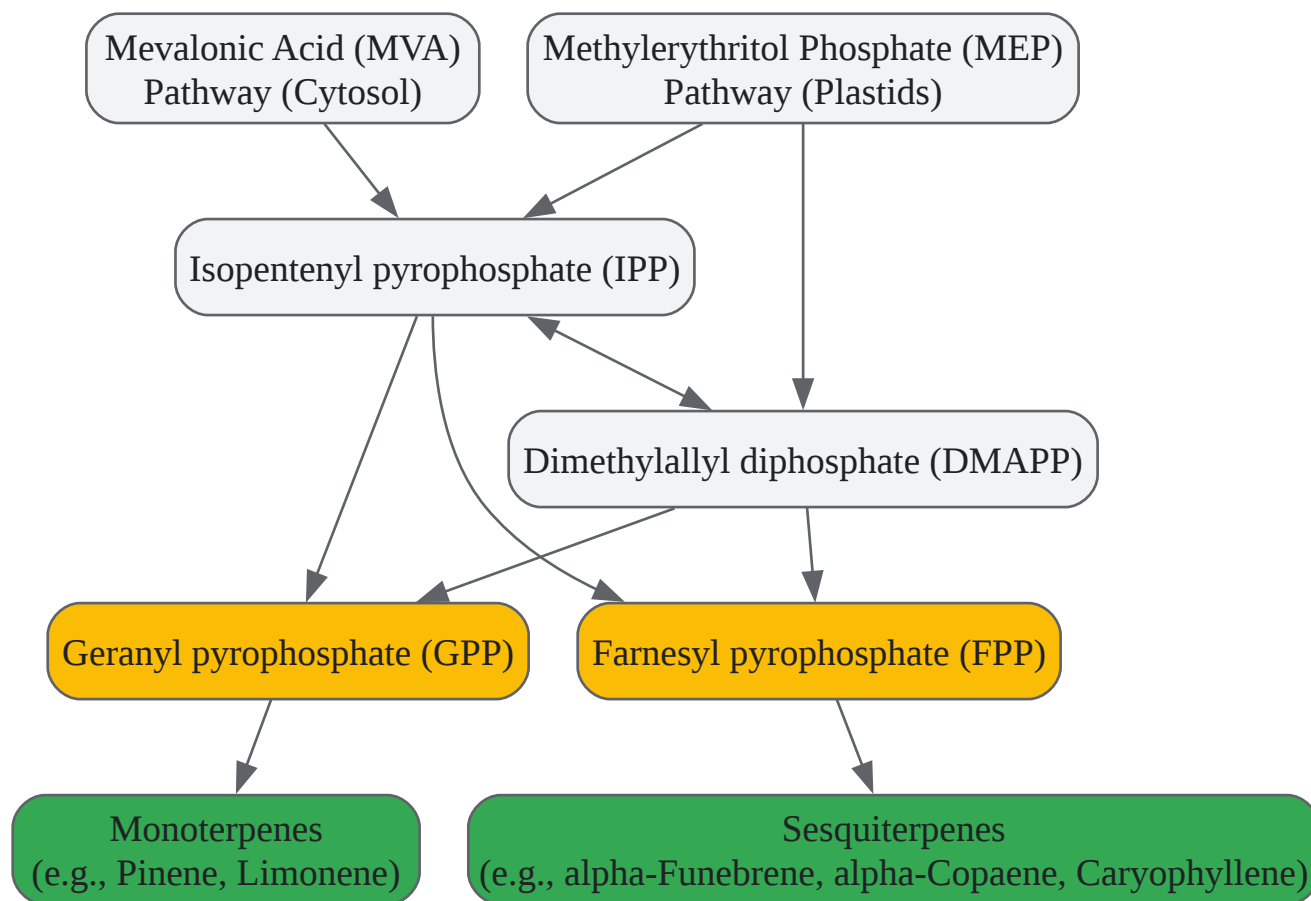 Mevalonic Acid (MVA)
Pathway (Cytosol)
Methylerythritol Phosphate (MEP)
Pathway (Plastids)
Isopentenyl pyrophosphate (IPP)
Dimethylallyl diphosphate (DMAPP)
Geranyl pyrophosphate (GPP)
Farnesyl pyrophosphate (FPP)
Monoterpenes
(e.g., Pinene, Limonene)
Sesquiterpenes
(e.g., alpha-Funebrene, alpha-Copaene, Caryophyllene)